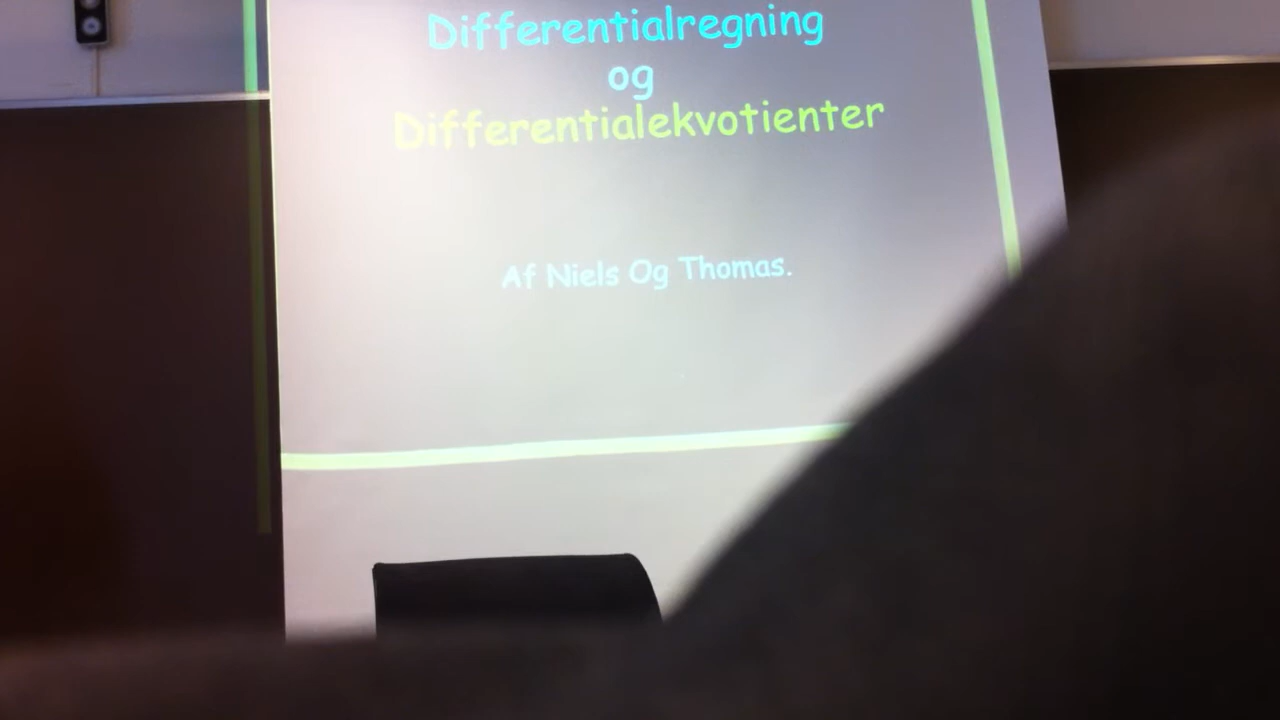 Differentialregning
og
Differentialekvotienter
Af Niels Og Thomas.